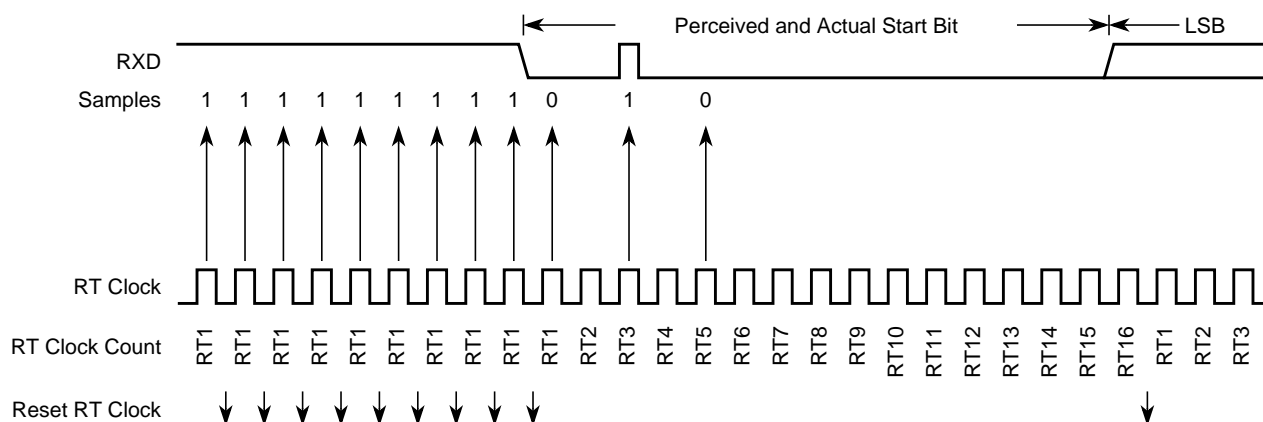 Perceived and Actual Start Bit LSB
RXD
Samples 1 1 1 1 1 1 1 1 1 0 1 0
RT Clock
RT Clock Count RT1 RT1 RT1 RT1 RT1 RT1 RT1 RT1 RT1 RT1 RT2 RT3 RT4 RT5 RT6 RT7 RT8 RT9 RT10 RT11 RT12 RT13 RT14 RT15 RT16 RT1 RT2 RT3
Reset RT Clock